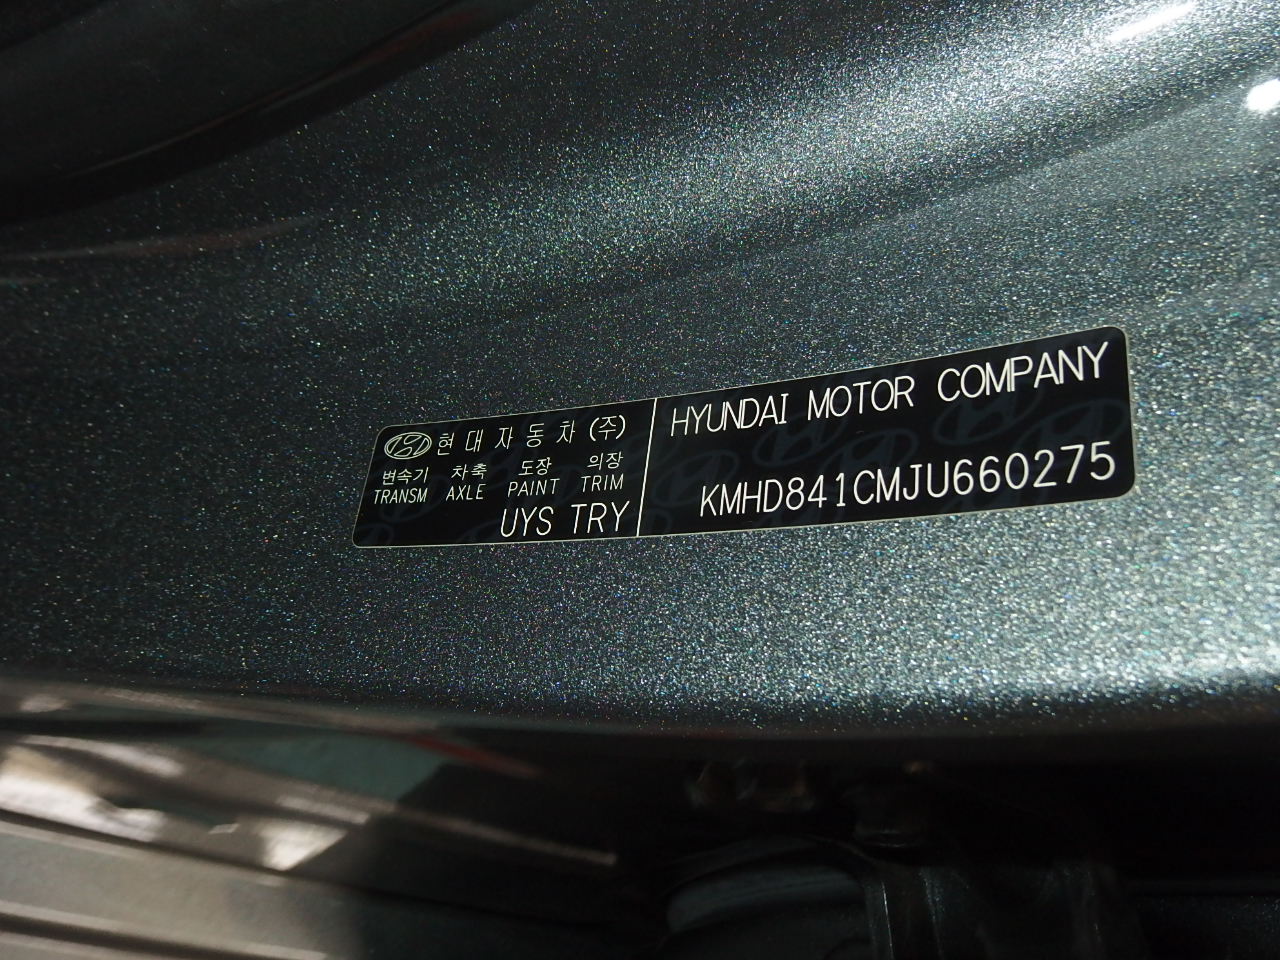 현대자동차(주)
변속기 차축 도장 의장
TRANSM AXLE PAINT TRIM
UYS TRY
HYUNDAI MOTOR COMPANY
KMHD841CMJU660275